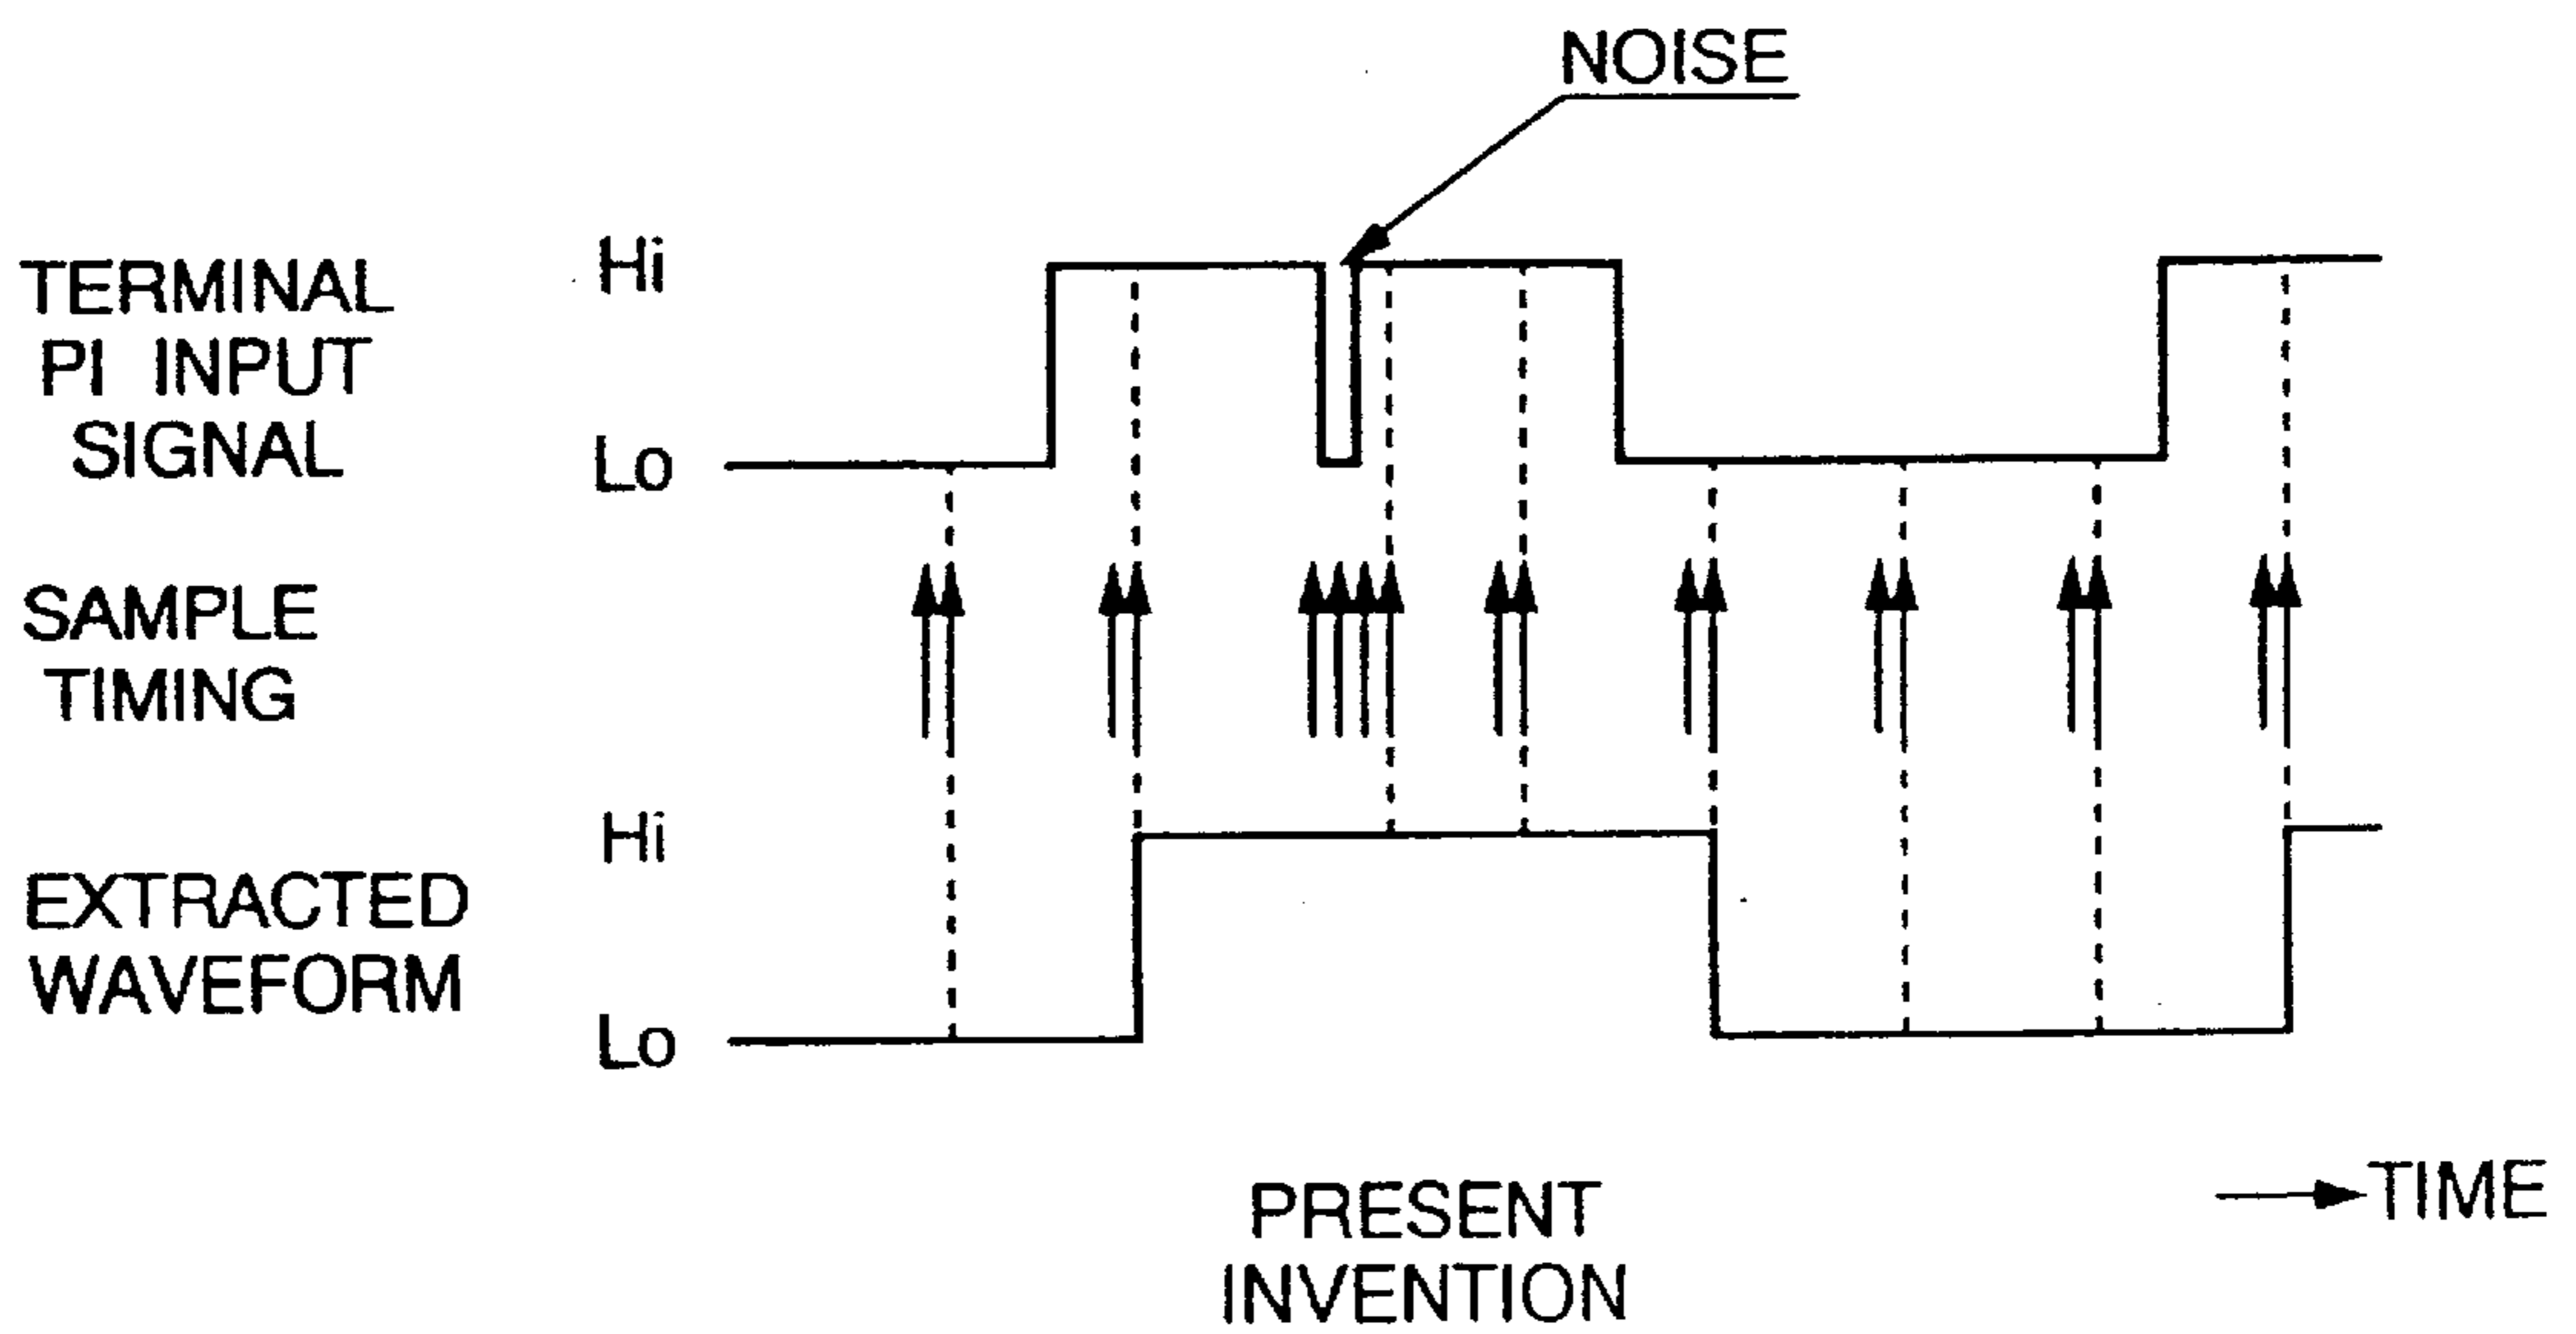 NOISE
Hi
TERMINAL
PI INPUT
SIGNAL
Lo
SAMPLE
TIMING
Hi
EXTRACTED
WAVEFORM
Lo
TIME
PRESENT
INVENTION